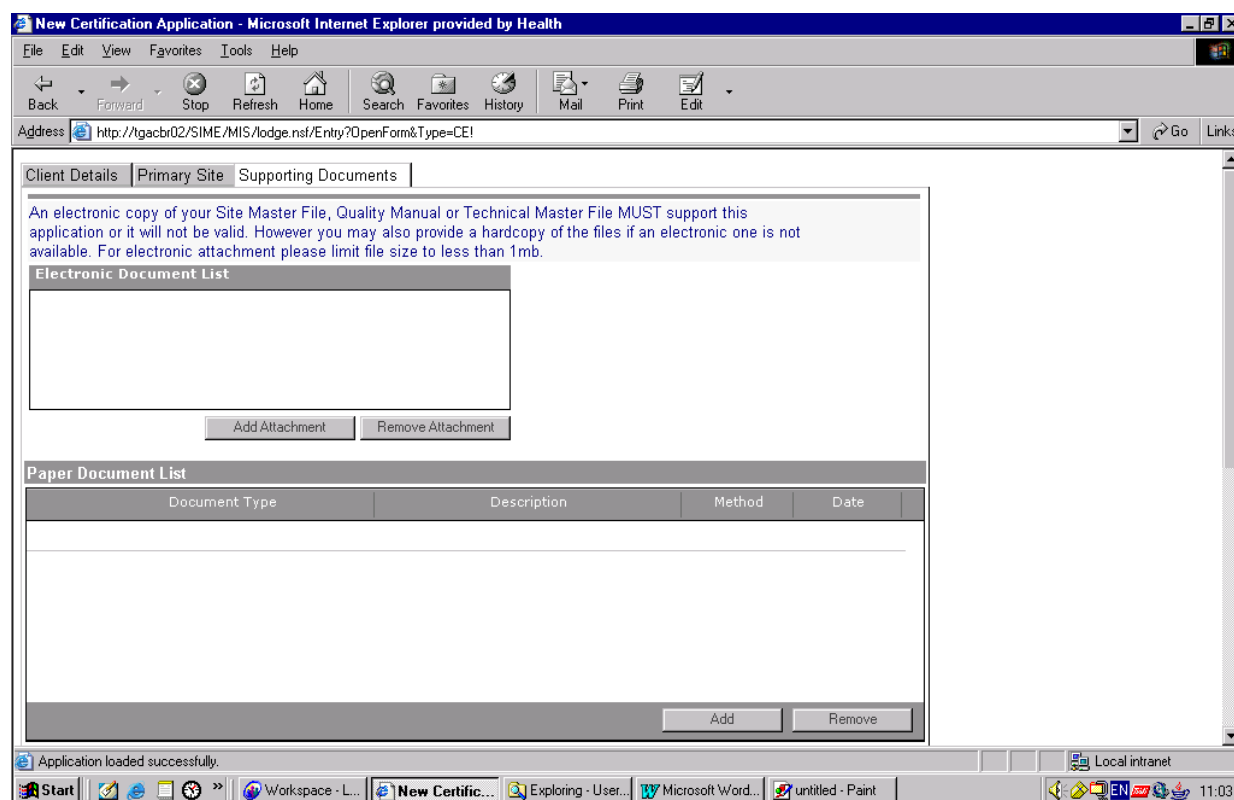 New Certification Application - Microsoft Internet Explorer provided by Health
File Edit View Favorites Tools Help
Back Forward Stop Refresh Home Search Favorites History Mail Print Edit
Address http://tgacbr02/SIME/MIS/lodge.nsf/Entry?OpenForm&Type=CE! Go Links
Client Details Primary Site Supporting Documents
An electronic copy of your Site Master File, Quality Manual or Technical Master File MUST support this
application or it will not be valid. However you may also provide a hardcopy of the files if an electronic one is not
available. For electronic attachment please limit file size to less than 1mb.
Electronic Document List
Add Attachment Remove Attachment
Paper Document List
Document Type Description Method Date
Add Remove
Application loaded successfully. Local intranet
Start » Workspace - L... New Certific... Exploring - User... Microsoft Word... untitled - Paint EN 11:03